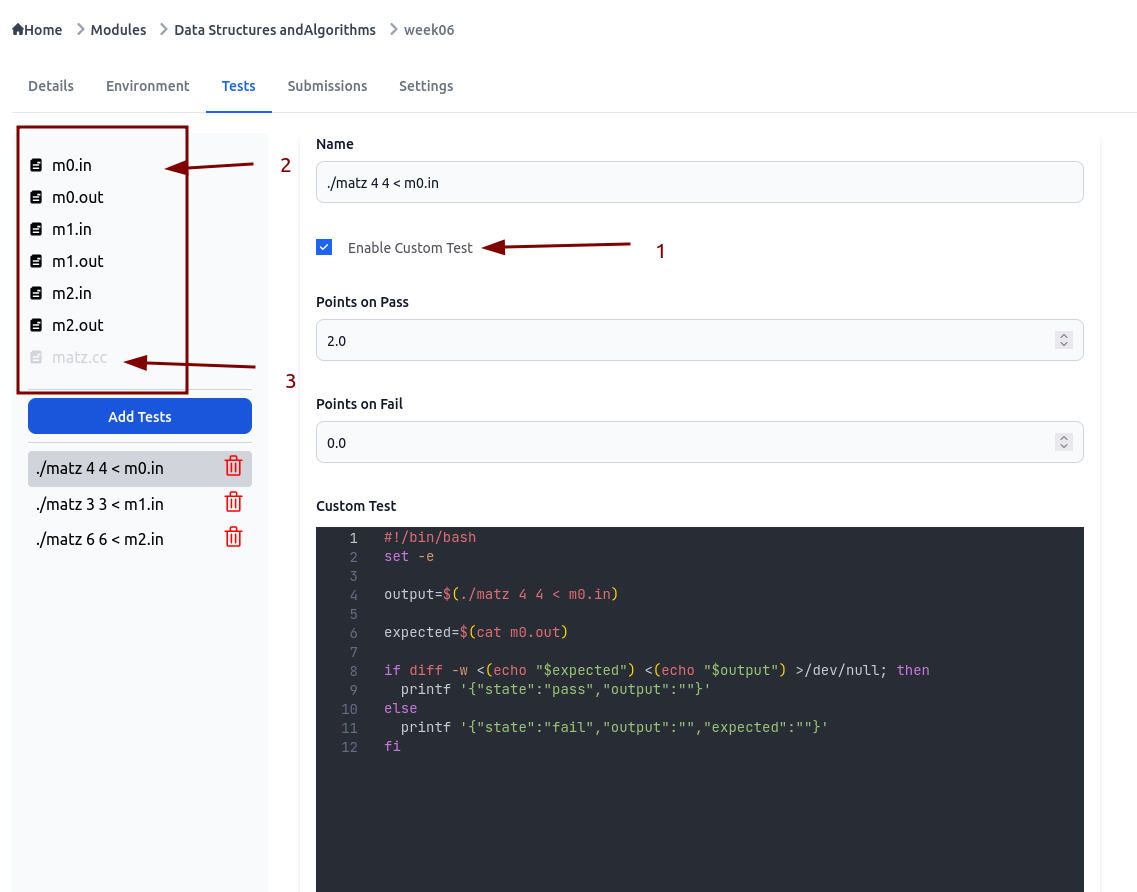 Home > Modules > Data Structures andAlgorithms > week06
Details Environment Tests Submissions Settings
m0.in
m0.out
m1.in
m1.out
m2.in
m2.out
matz.cc
2
3
Add Tests
./matz 4 4 < m0.in
./matz 3 3 < m1.in
./matz 6 6 < m2.in
Name
./matz 4 4 < m0.in
Enable Custom Test
1
Points on Pass
2.0
Points on Fail
0.0
Custom Test
1 #!/bin/bash
2 set -e
3
4 output=$(./matz 4 4 < m0.in)
5
6 expected=$(cat m0.out)
7
8 if diff -w <(echo "$expected") <(echo "$output") >/dev/null; then
9   printf '{"state":"pass","output":""}'
10 else
11   printf '{"state":"fail","output":"","expected":""}'
12 fi